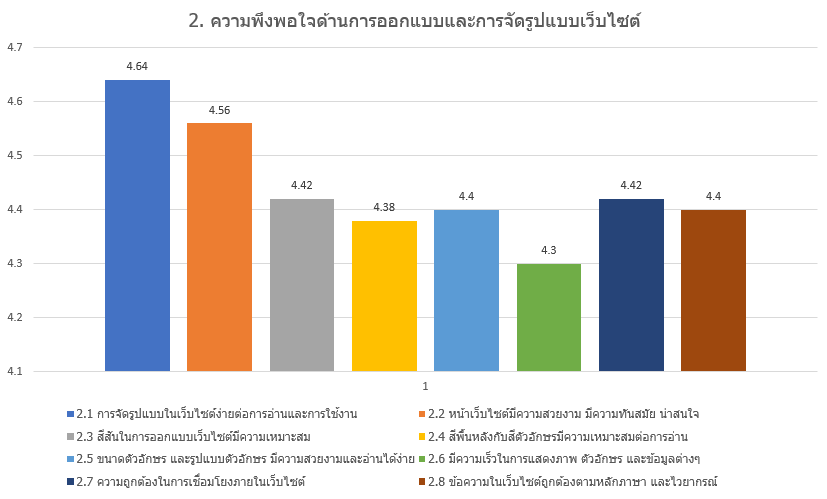 2. ความพึงพอใจด้านการออกแบบและการจัดรูปแบบเว็บไซต์
4.7
4.64
4.6
4.56
4.5
4.42
4.38
4.4
4.42
4.4
4.4
4.3
4.3
4.2
4.1
1
2.1 การจัดรูปแบบในเว็บไซต์ง่ายต่อการอ่านและการใช้งาน
2.2 หน้าเว็บไซต์มีความสวยงาม มีความทันสมัย น่าสนใจ
2.3 สีสันในการออกแบบเว็บไซต์มีความเหมาะสม
2.4 สีพื้นหลังกับสีตัวอักษรมีความเหมาะสมต่อการอ่าน
2.5 ขนาดตัวอักษร และรูปแบบตัวอักษร มีความสวยงามและอ่านได้ง่าย
2.6 มีความเร็วในการแสดงภาพ ตัวอักษร และข้อมูลต่างๆ
2.7 ความถูกต้องในการเชื่อมโยงภายในเว็บไซต์
2.8 ข้อความในเว็บไซต์ถูกต้องตามหลักภาษา และไวยากรณ์